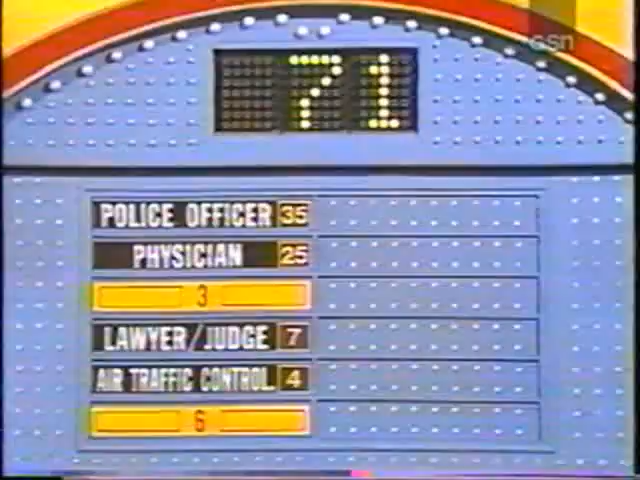 GSN
71
POLICE OFFICER 35
PHYSICIAN 25
3
LAWYER/JUDGE 7
AIR TRAFFIC CONTROL. 4
6